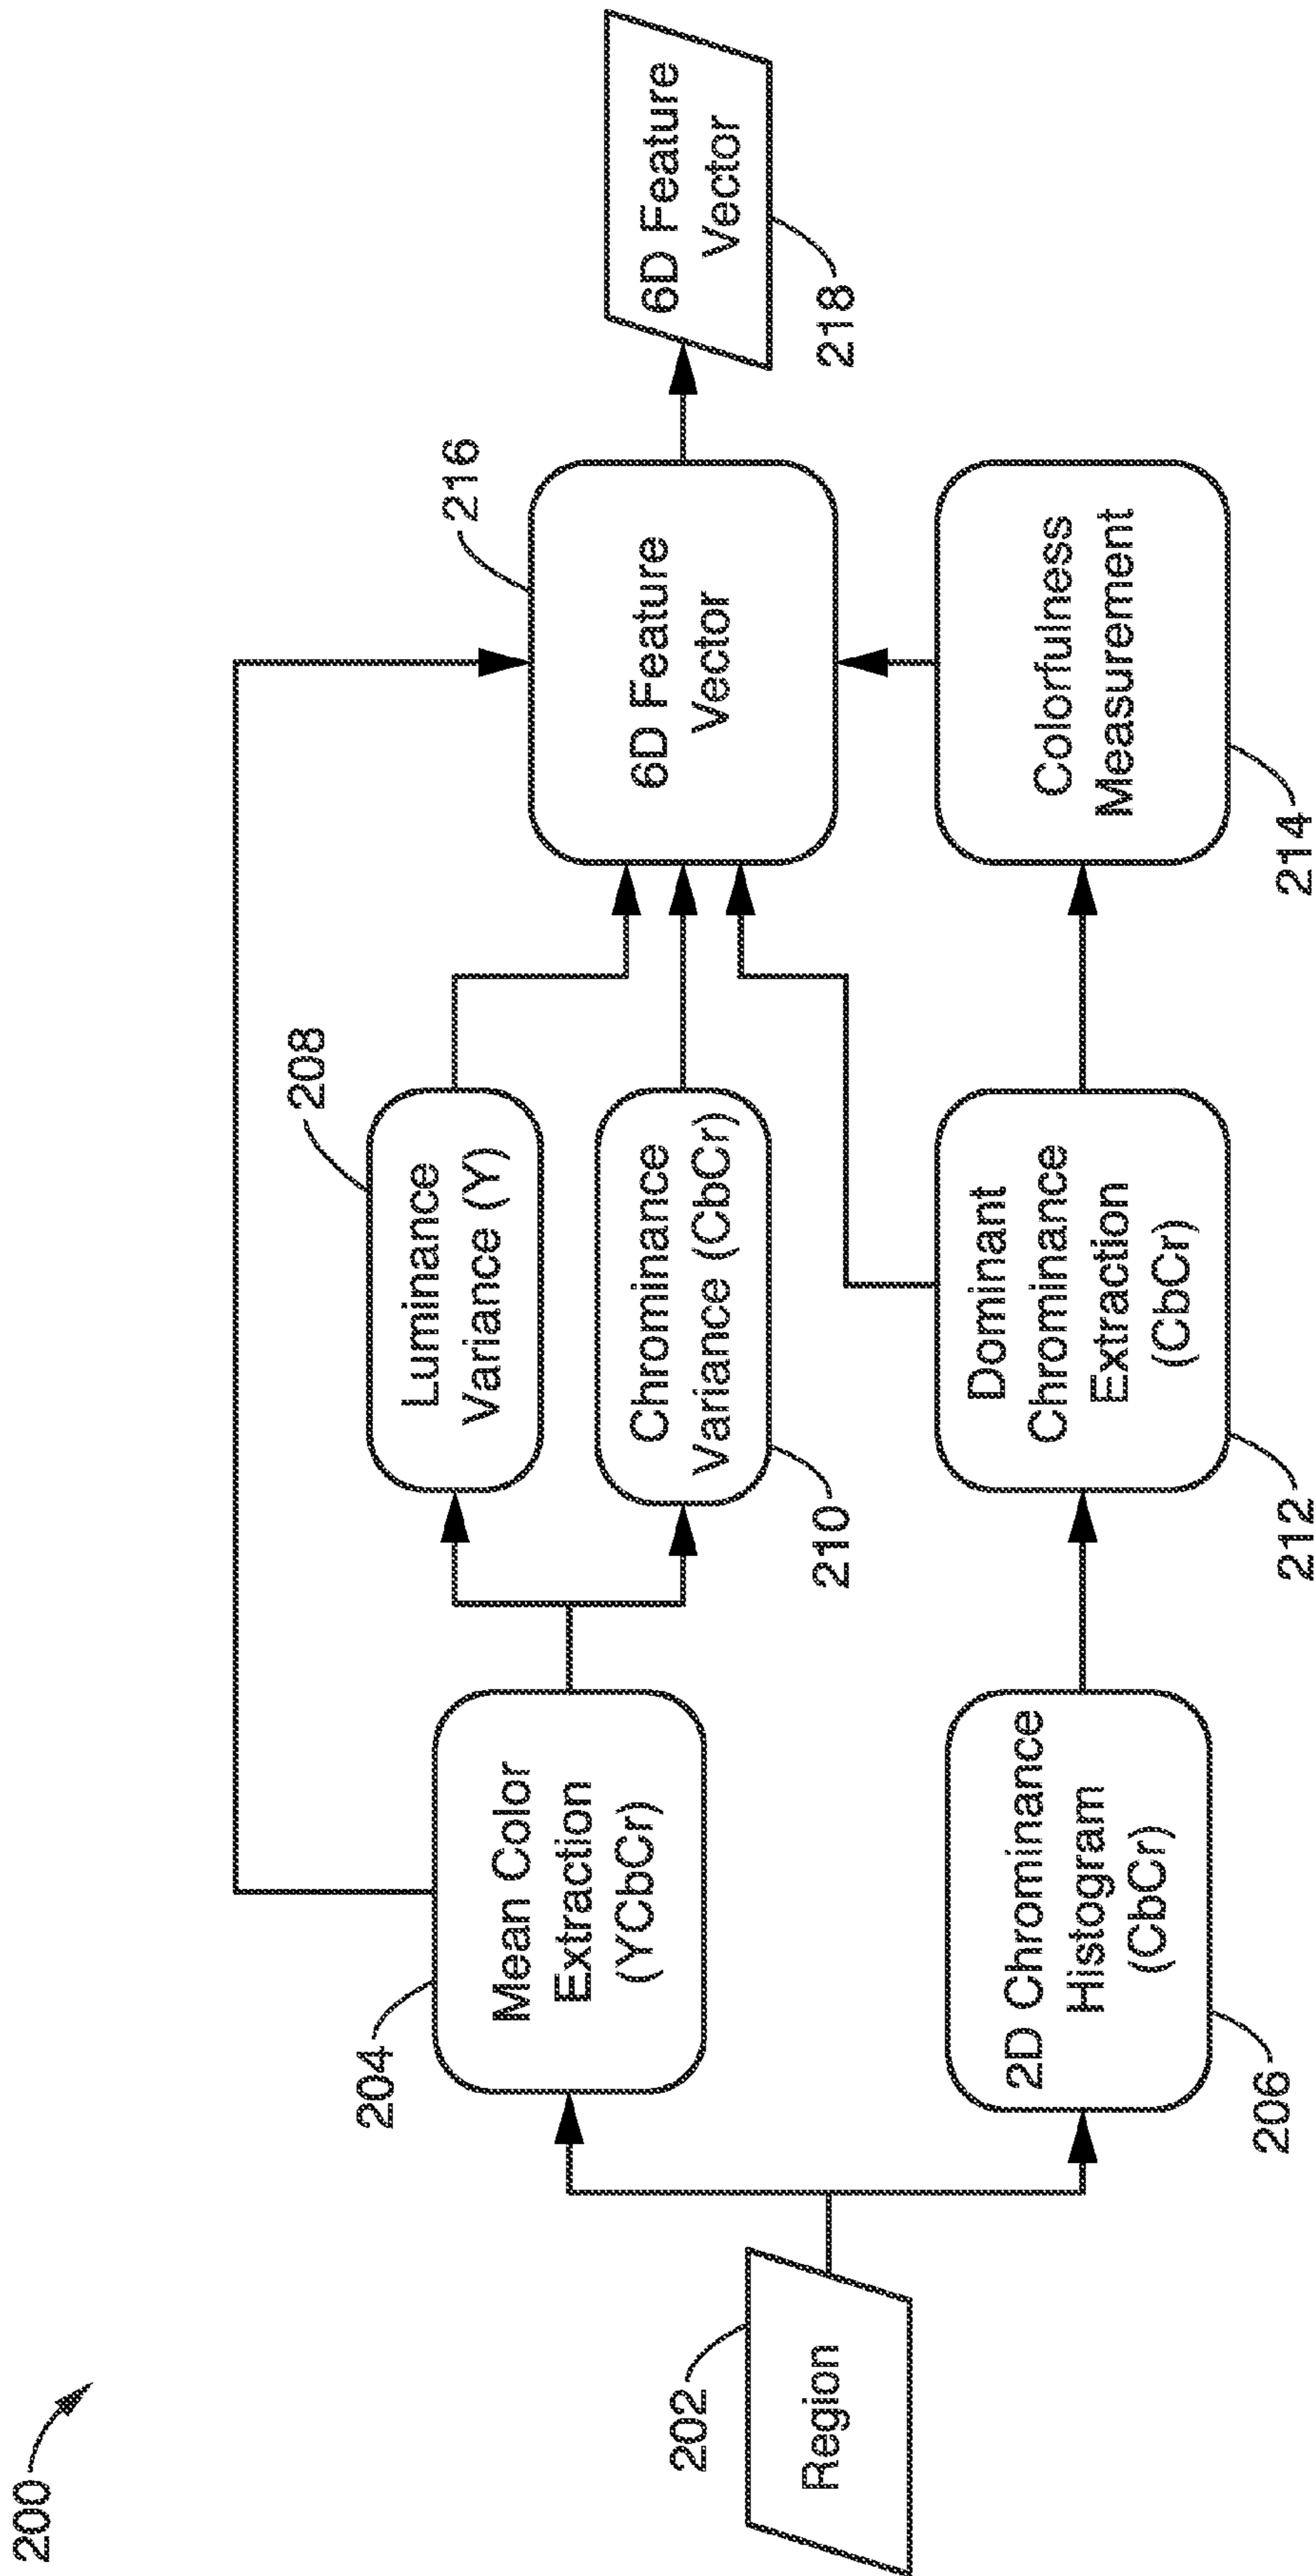 200
202
Region
204
Mean Color
Extraction
(YCbCr)
206
2D Chrominance
Histogram
(CbCr)
208
Luminance
Variance (Y)
210
Chrominance
Variance (CbCr)
212
Dominant
Chrominance
Extraction
(CbCr)
214
Colorfulness
Measurement
216
6D Feature
Vector
218
6D Feature
Vector